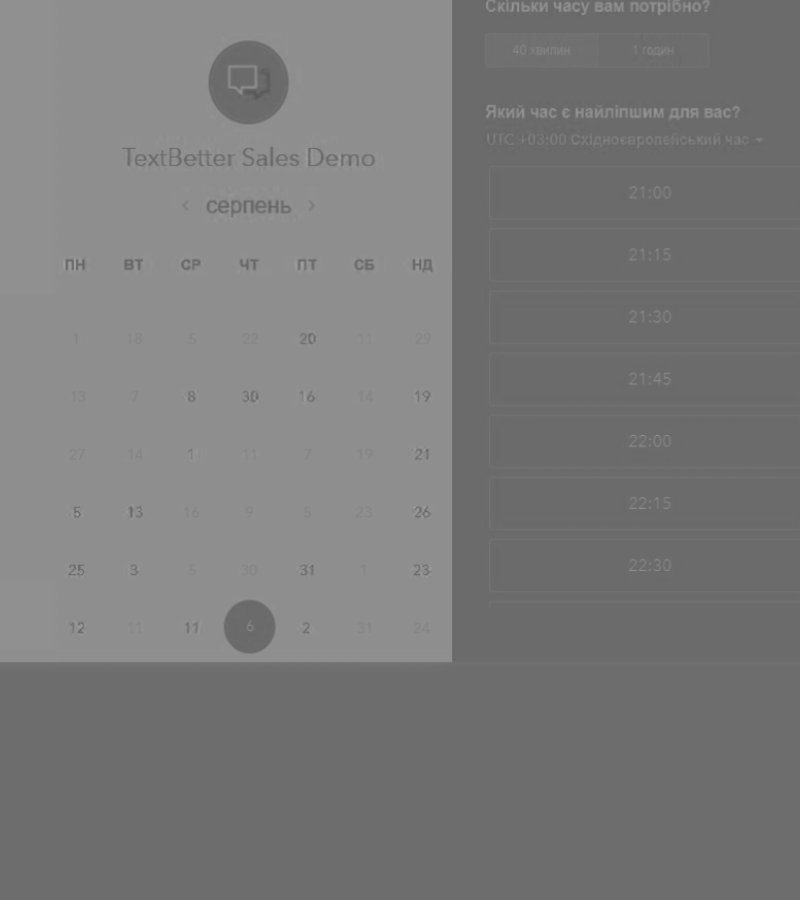 TextBetter Sales Demo
серпень
ПН ВТ СР ЧТ ПТ СБ НД
1 18 5 22 20 11 29
13 7 8 30 16 14 19
27 14 1 11 7 19 21
5 13 16 9 5 23 26
25 3 5 30 31 1 23
12 11 11 6 2 31 24
Скільки часу вам потрібно?
40 хвилин 1 годин
Який час є найліпшим для вас?
UTC +03:00 Східноєвропейський час
21:00
21:15
21:30
21:45
22:00
22:15
22:30